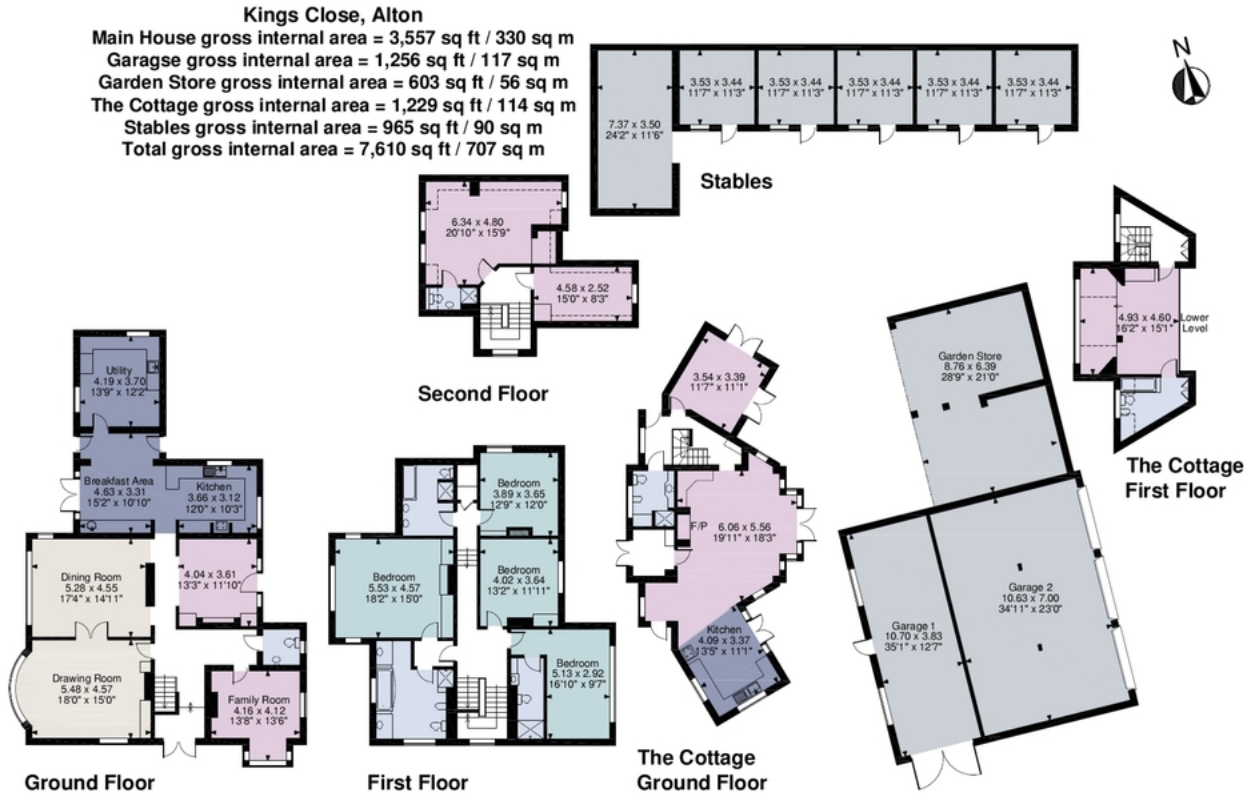 Kings Close, Alton
Main House gross internal area = 3,557 sq ft / 330 sq m
Garagse gross internal area = 1,256 sq ft / 117 sq m
Garden Store gross internal area = 603 sq ft / 56 sq m
The Cottage gross internal area = 1,229 sq ft / 114 sq m
Stables gross internal area = 965 sq ft / 90 sq m
Total gross internal area = 7,610 sq ft / 707 sq m
N
7.37 x 3.50
24'2" x 11'6"
3.53 x 3.44
11'7" x 11'3"
3.53 x 3.44
11'7" x 11'3"
3.53 x 3.44
11'7" x 11'3"
3.53 x 3.44
11'7" x 11'3"
3.53 x 3.44
11'7" x 11'3"
Stables
6.34 x 4.80
20'10" x 15'9"
4.58 x 2.52
15'0" x 8'3"
Second Floor
Utility
4.19 x 3.70
13'9" x 12'2"
Breakfast Area
4.63 x 3.31
15'2" x 10'10"
Kitchen
3.66 x 3.12
12'0" x 10'3"
Dining Room
5.28 x 4.55
17'4" x 14'11"
4.04 x 3.61
13'3" x 11'10"
Drawing Room
5.48 x 4.57
18'0" x 15'0"
Family Room
4.16 x 4.12
13'8" x 13'6"
Ground Floor
Bedroom
3.89 x 3.65
12'9" x 12'0"
Bedroom
5.53 x 4.57
18'2" x 15'0"
Bedroom
4.02 x 3.64
13'2" x 11'11"
Bedroom
5.13 x 2.92
16'10" x 9'7"
First Floor
3.54 x 3.39
11'7" x 11'1"
F/P
6.06 x 5.56
19'11" x 18'3"
Kitchen
4.09 x 3.37
13'5" x 11'1"
The Cottage
Ground Floor
Garden Store
8.76 x 6.39
28'9" x 21'0"
Garage 1
10.70 x 3.83
35'1" x 12'7"
Garage 2
10.63 x 7.00
34'11" x 23'0"
4.93 x 4.60
16'2" x 15'1"
Lower
Level
The Cottage
First Floor